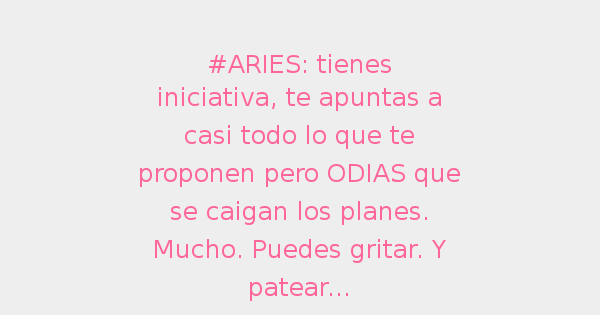 #ARIES: tienes
iniciativa, te apuntas a
casi todo lo que te
proponen pero ODIAS que
se caigan los planes.
Mucho. Puedes gritar. Y
patear...